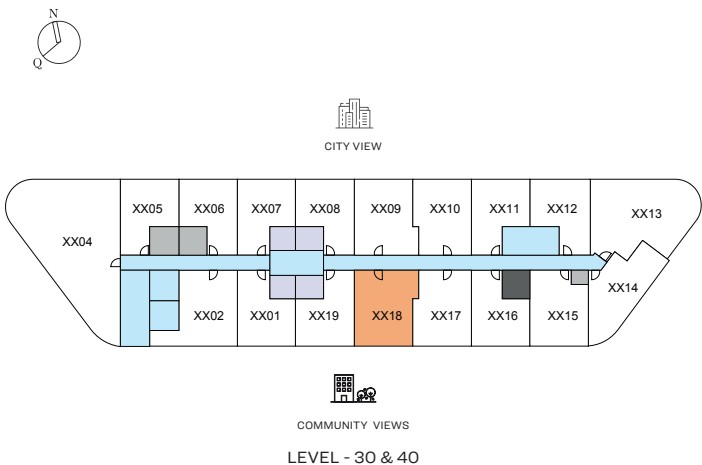 N
Q
CITY VIEW
XX05 XX06 XX07 XX08 XX09 XX10 XX11 XX12 XX13
XX04
XX14
XX02 XX01 XX19 XX18 XX17 XX16 XX15
COMMUNITY VIEWS
LEVEL - 30 & 40